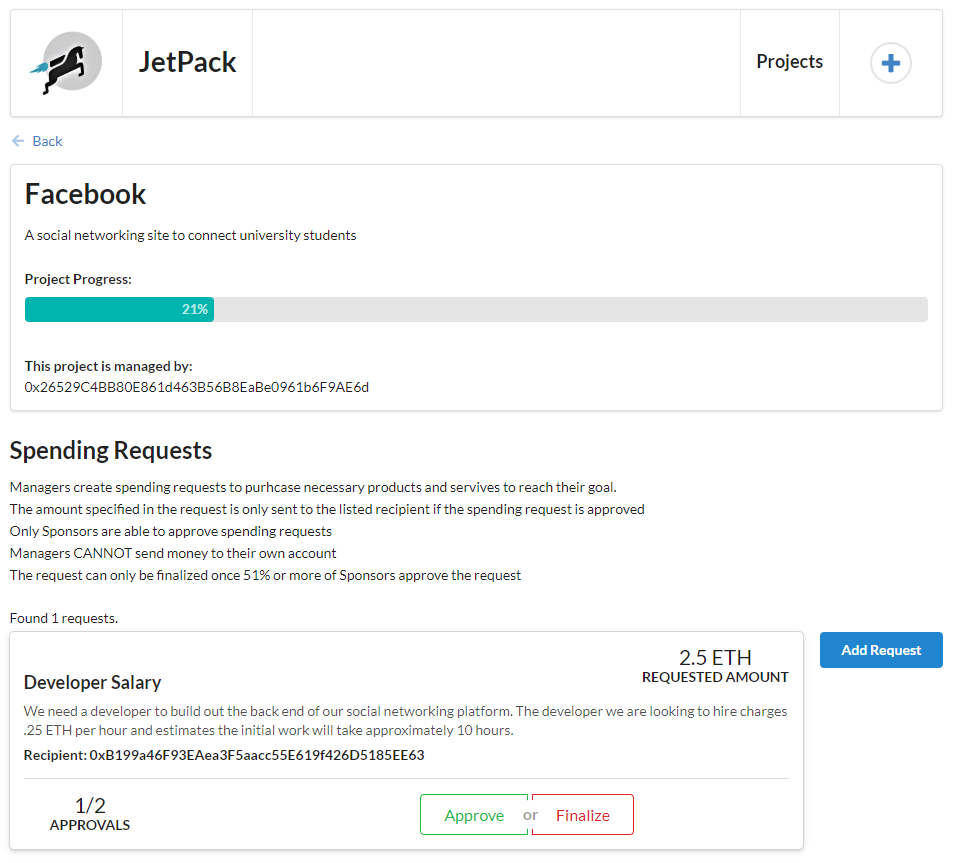 JetPack
Projects
Back
Facebook
A social networking site to connect university students
Project Progress:
21%
This project is managed by:
0x26529C4BB80E861d463B56B8EaBe0961b6F9AE6d
Spending Requests
Managers create spending requests to purhcase necessary products and servives to reach their goal.
The amount specified in the request is only sent to the listed recipient if the spending request is approved
Only Sponsors are able to approve spending requests
Managers CANNOT send money to their own account
The request can only be finalized once 51% or more of Sponsors approve the request
Found 1 requests.
Add Request
2.5 ETH
REQUESTED AMOUNT
Developer Salary
We need a developer to build out the back end of our social networking platform. The developer we are looking to hire charges
.25 ETH per hour and estimates the initial work will take approximately 10 hours.
Recipient: 0xB199a46F93EAea3F5aacc55E619f426D5185EE63
1/2
APPROVALS
Approve or Finalize